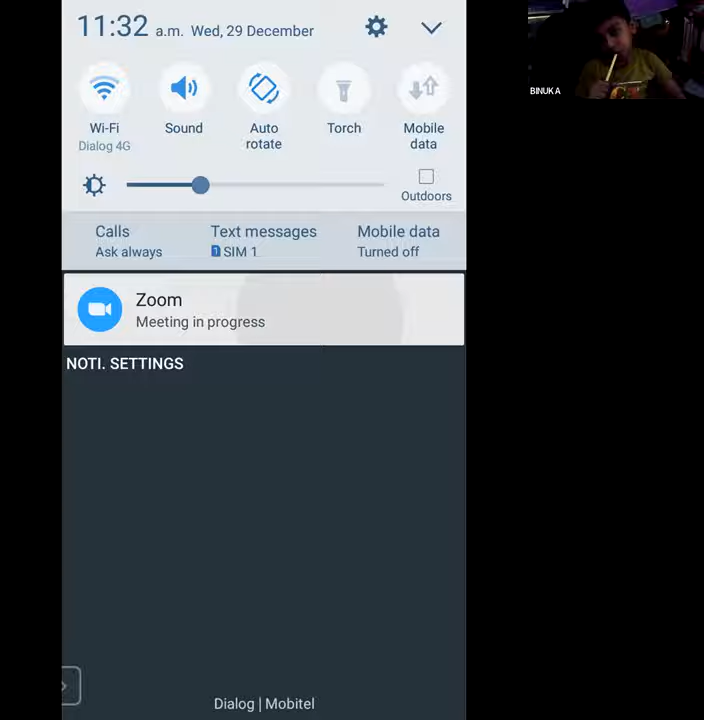 11:32 a.m. Wed, 29 December
Wi-Fi
Dialog 4G
Sound
Auto
rotate
Torch
Mobile
data
Outdoors
Calls
Ask always
Text messages
1 SIM 1
Mobile data
Turned off
Zoom
Meeting in progress
NOTI. SETTINGS
Dialog | Mobitel
BINUK A